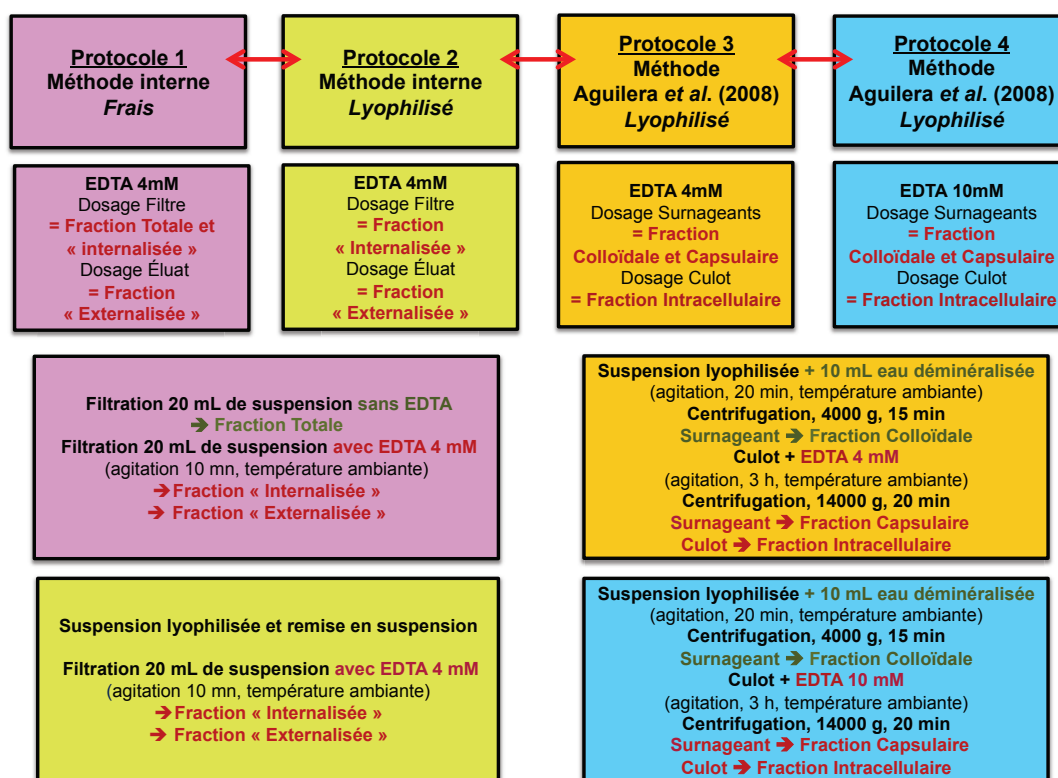 Protocole 1
Méthode interne
Frais
Protocole 2
Méthode interne
Lyophilisé
Protocole 3
Méthode
Aguilera et al. (2008)
Lyophilisé
Protocole 4
Méthode
Aguilera et al. (2008)
Lyophilisé
EDTA 4mM
Dosage Filtre
= Fraction Totale et
« internalisée »
Dosage Éluat
= Fraction
« Externalisée »
EDTA 4mM
Dosage Filtre
= Fraction
« Internalisée »
Dosage Éluat
= Fraction
« Externalisée »
EDTA 4mM
Dosage Surnageants
= Fraction
Colloïdale et Capsulaire
Dosage Culot
= Fraction Intracellulaire
EDTA 10mM
Dosage Surnageants
= Fraction
Colloïdale et Capsulaire
Dosage Culot
= Fraction Intracellulaire
Filtration 20 mL de suspension sans EDTA
➔ Fraction Totale
Filtration 20 mL de suspension avec EDTA 4 mM
(agitation 10 mn, température ambiante)
➔Fraction « Internalisée »
➔ Fraction « Externalisée »
Suspension lyophilisée + 10 mL eau déminéralisée
(agitation, 20 min, température ambiante)
Centrifugation, 4000 g, 15 min
Surnageant ➔ Fraction Colloïdale
Culot + EDTA 4 mM
(agitation, 3 h, température ambiante)
Centrifugation, 14000 g, 20 min
Surnageant ➔ Fraction Capsulaire
Culot ➔ Fraction Intracellulaire
Suspension lyophilisée et remise en suspension
Filtration 20 mL de suspension avec EDTA 4 mM
(agitation 10 mn, température ambiante)
➔Fraction « Internalisée »
➔ Fraction « Externalisée »
Suspension lyophilisée + 10 mL eau déminéralisée
(agitation, 20 min, température ambiante)
Centrifugation, 4000 g, 15 min
Surnageant ➔ Fraction Colloïdale
Culot + EDTA 10 mM
(agitation, 3 h, température ambiante)
Centrifugation, 14000 g, 20 min
Surnageant ➔ Fraction Capsulaire
Culot ➔ Fraction Intracellulaire